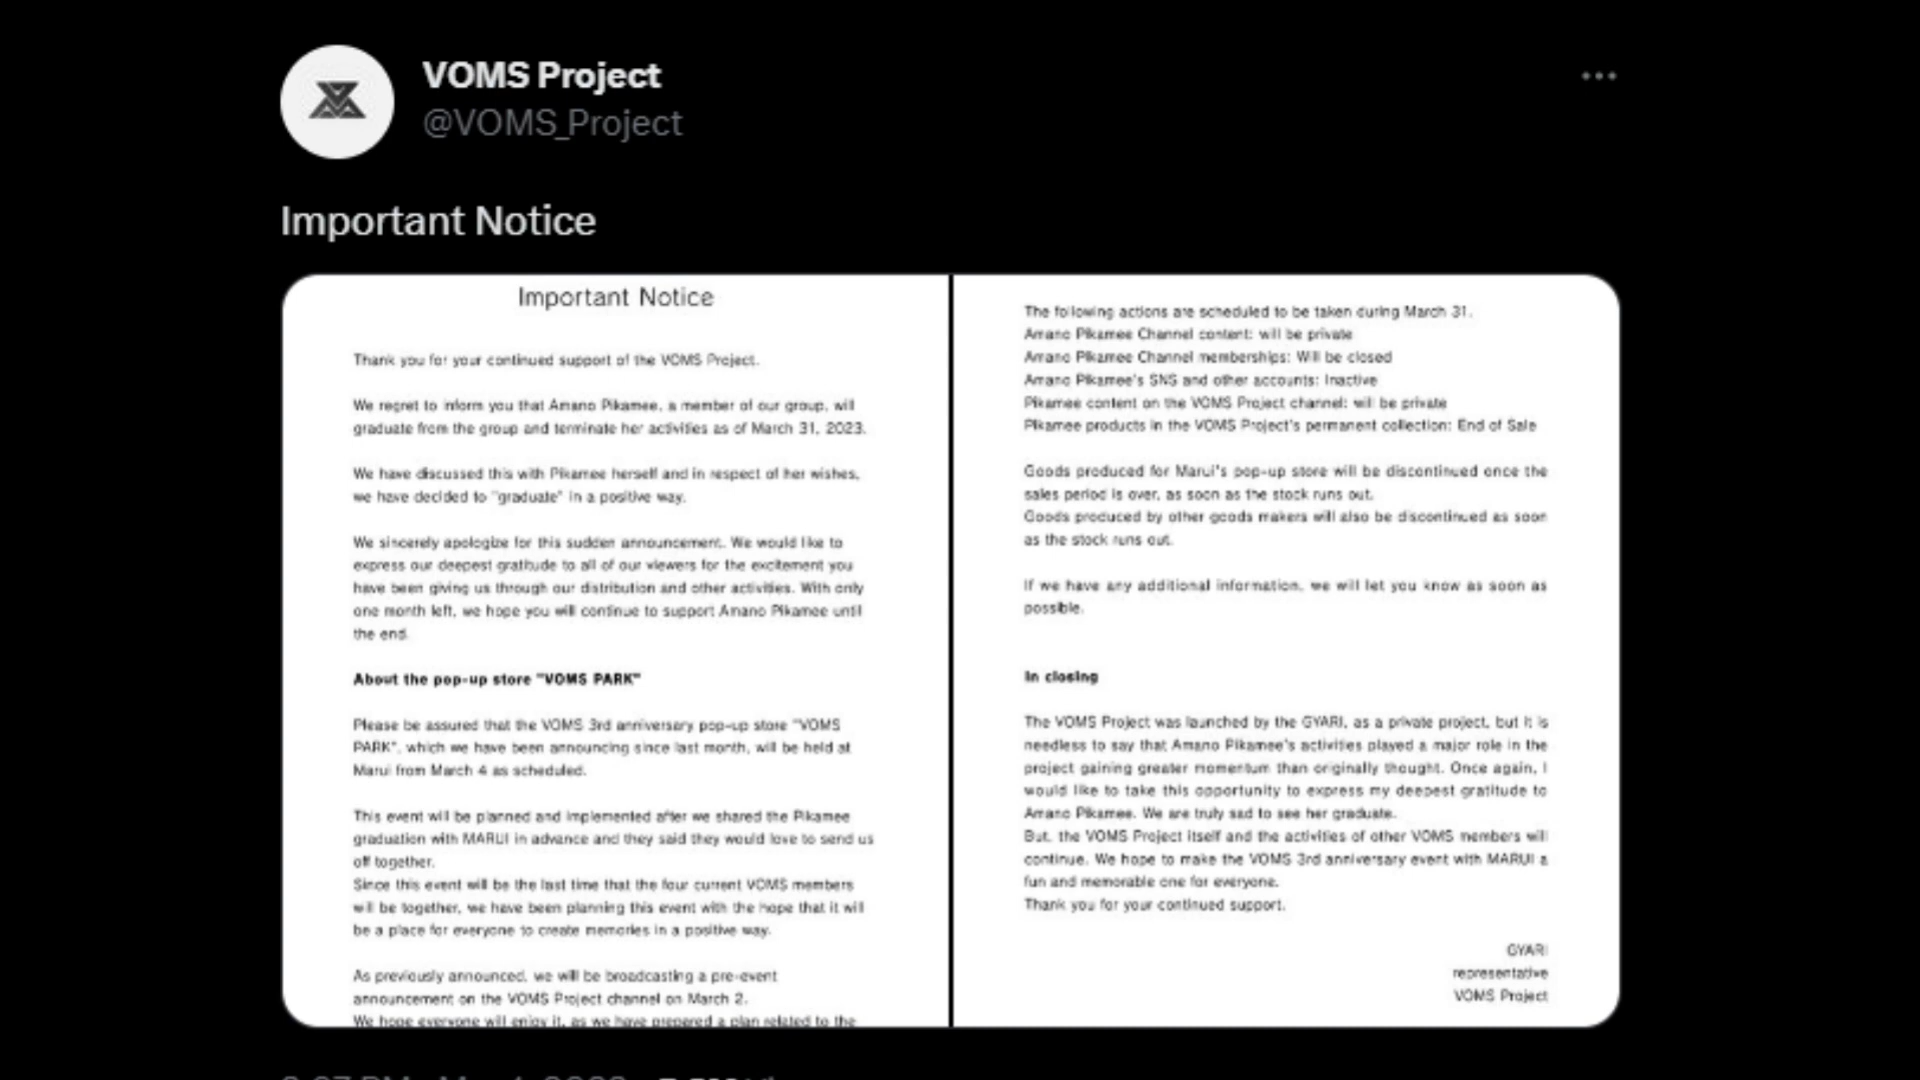 VOMS Project
@VOMS_Project
Important Notice
Important Notice
Thank you for your continued support of the VOMS Project.
We regret to inform you that Amano Pikamee, a member of our group, will
graduate from the group and terminate her activities as of March 31, 2023.
We have discussed this with Pikamee herself and in respect of her wishes,
we have decided to "graduate" in a positive way.
We sincerely apologize for this sudden announcement. We would like to
express our deepest gratitude to all of our viewers for the excitement you
have been giving us through our distribution and other activities. With only
one month left, we hope you will continue to support Amano Pikamee until
the end.
About the pop-up store "VOMS PARK"
Please be assured that the VOMS 3rd anniversary pop-up store "VOMS
PARK", which we have been announcing since last month, will be held at
Marui from March 4 as scheduled.
This event will be planned and implemented after we shared the Pikamee
graduation with MARUI in advance and they said they would love to send us
off together.
Since this event will be the last time that the four current VOMS members
will be together, we have been planning this event with the hope that it will
be a place for everyone to create memories in a positive way.
As previously announced, we will be broadcasting a pre-event
announcement on the VOMS Project channel on March 2.
We hope everyone will enjoy it, as we have prepared a plan related to the
The following actions are scheduled to be taken during March 31.
Amano Pikamee Channel content: will be private
Amano Pikamee Channel memberships: Will be closed
Amano Pikamee's SNS and other accounts: Inactive
Pikamee content on the VOMS Project channel: will be private
Pikamee products in the VOMS Project's permanent collection: End of Sale
Goods produced for Marui's pop-up store will be discontinued once the
sales period is over, as soon as the stock runs out.
Goods produced by other goods makers will also be discontinued as soon
as the stock runs out.
If we have any additional information, we will let you know as soon as
possible.
In closing
The VOMS Project was launched by the GYARI, as a private project, but it is
needless to say that Amano Pikamee's activities played a major role in the
project gaining greater momentum than originally thought. Once again, I
would like to take this opportunity to express my deepest gratitude to
Amano Pikamee. We are truly sad to see her graduate.
But, the VOMS Project itself and the activities of other VOMS members will
continue. We hope to make the VOMS 3rd anniversary event with MARUI a
fun and memorable one for everyone.
Thank you for your continued support.
GYARI
representative
VOMS Project